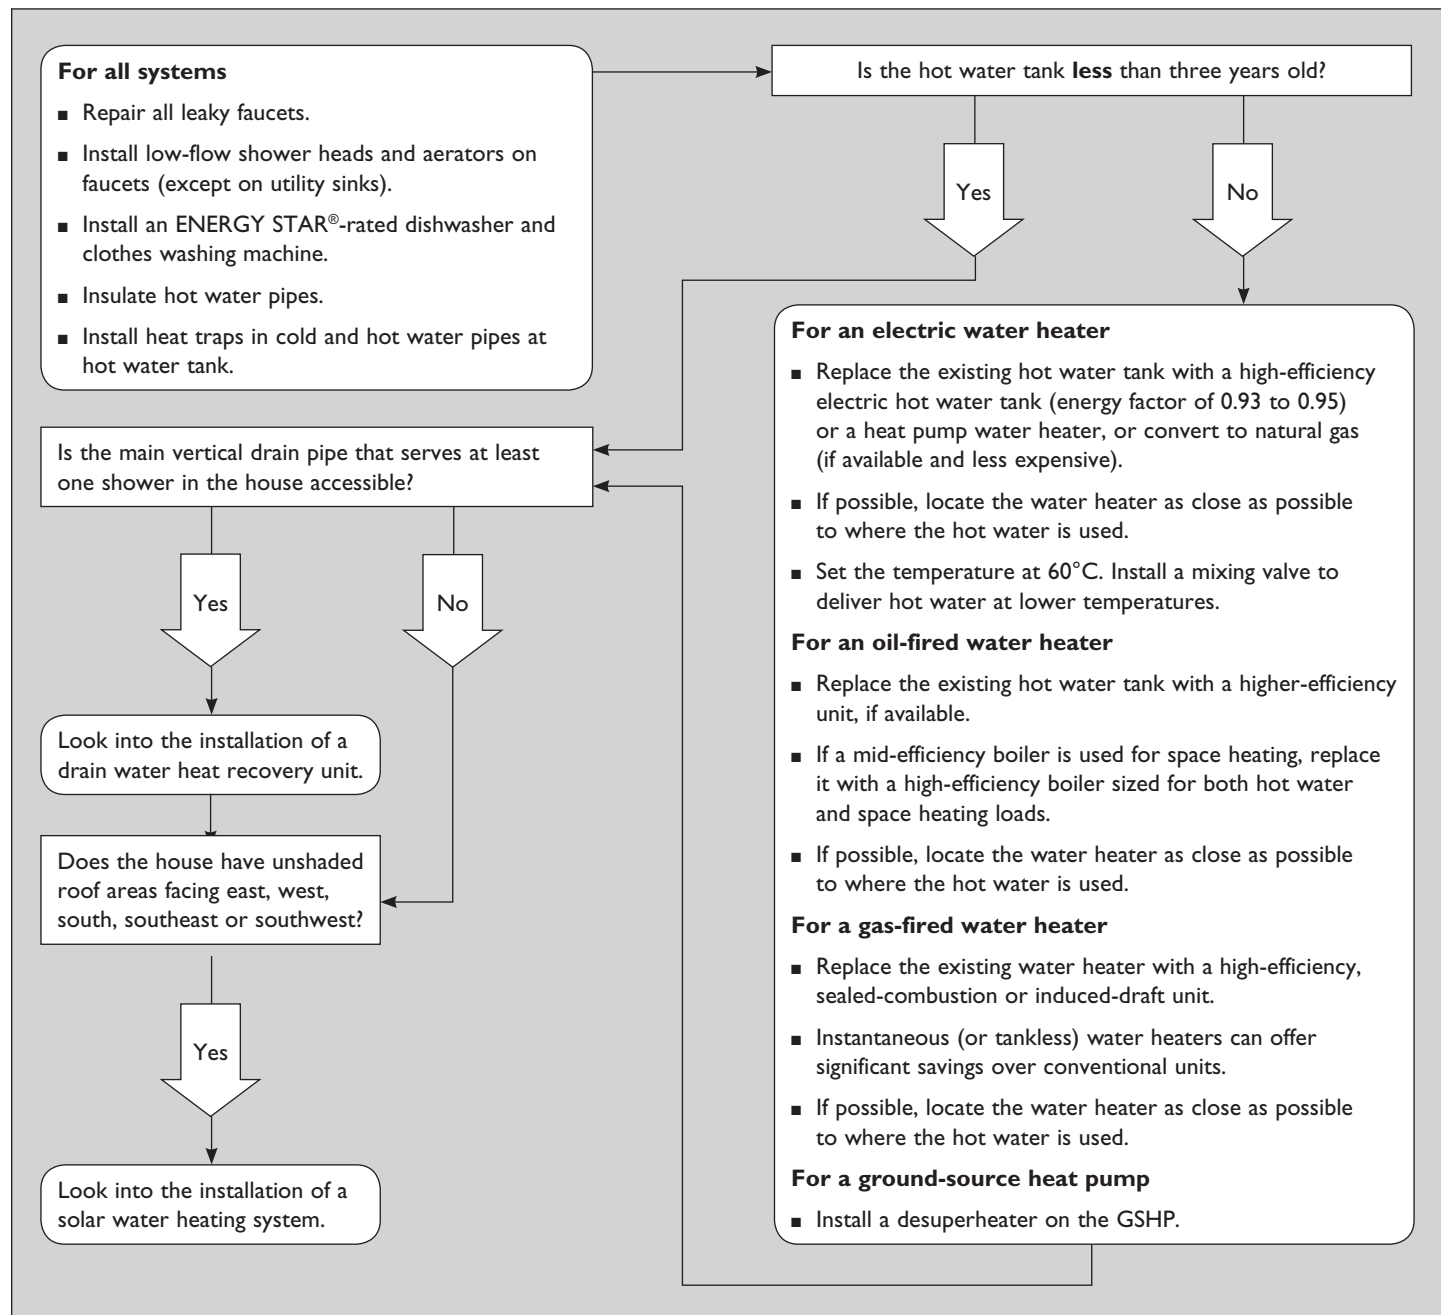 For all systems
■ Repair all leaky faucets.
■ Install low-flow shower heads and aerators on
faucets (except on utility sinks).
■ Install an ENERGY STAR®-rated dishwasher and
clothes washing machine.
■ Insulate hot water pipes.
■ Install heat traps in cold and hot water pipes at
hot water tank.
Is the hot water tank less than three years old?
Yes
No
For an electric water heater
■ Replace the existing hot water tank with a high-efficiency
electric hot water tank (energy factor of 0.93 to 0.95)
or a heat pump water heater, or convert to natural gas
(if available and less expensive).
■ If possible, locate the water heater as close as possible
to where the hot water is used.
■ Set the temperature at 60°C. Install a mixing valve to
deliver hot water at lower temperatures.
For an oil-fired water heater
■ Replace the existing hot water tank with a higher-efficiency
unit, if available.
■ If a mid-efficiency boiler is used for space heating, replace
it with a high-efficiency boiler sized for both hot water
and space heating loads.
■ If possible, locate the water heater as close as possible
to where the hot water is used.
For a gas-fired water heater
■ Replace the existing water heater with a high-efficiency,
sealed-combustion or induced-draft unit.
■ Instantaneous (or tankless) water heaters can offer
significant savings over conventional units.
■ If possible, locate the water heater as close as possible
to where the hot water is used.
For a ground-source heat pump
■ Install a desuperheater on the GSHP.
Is the main vertical drain pipe that serves at least
one shower in the house accessible?
Yes
No
Look into the installation of a
drain water heat recovery unit.
Does the house have unshaded
roof areas facing east, west,
south, southeast or southwest?
Yes
Look into the installation of a
solar water heating system.